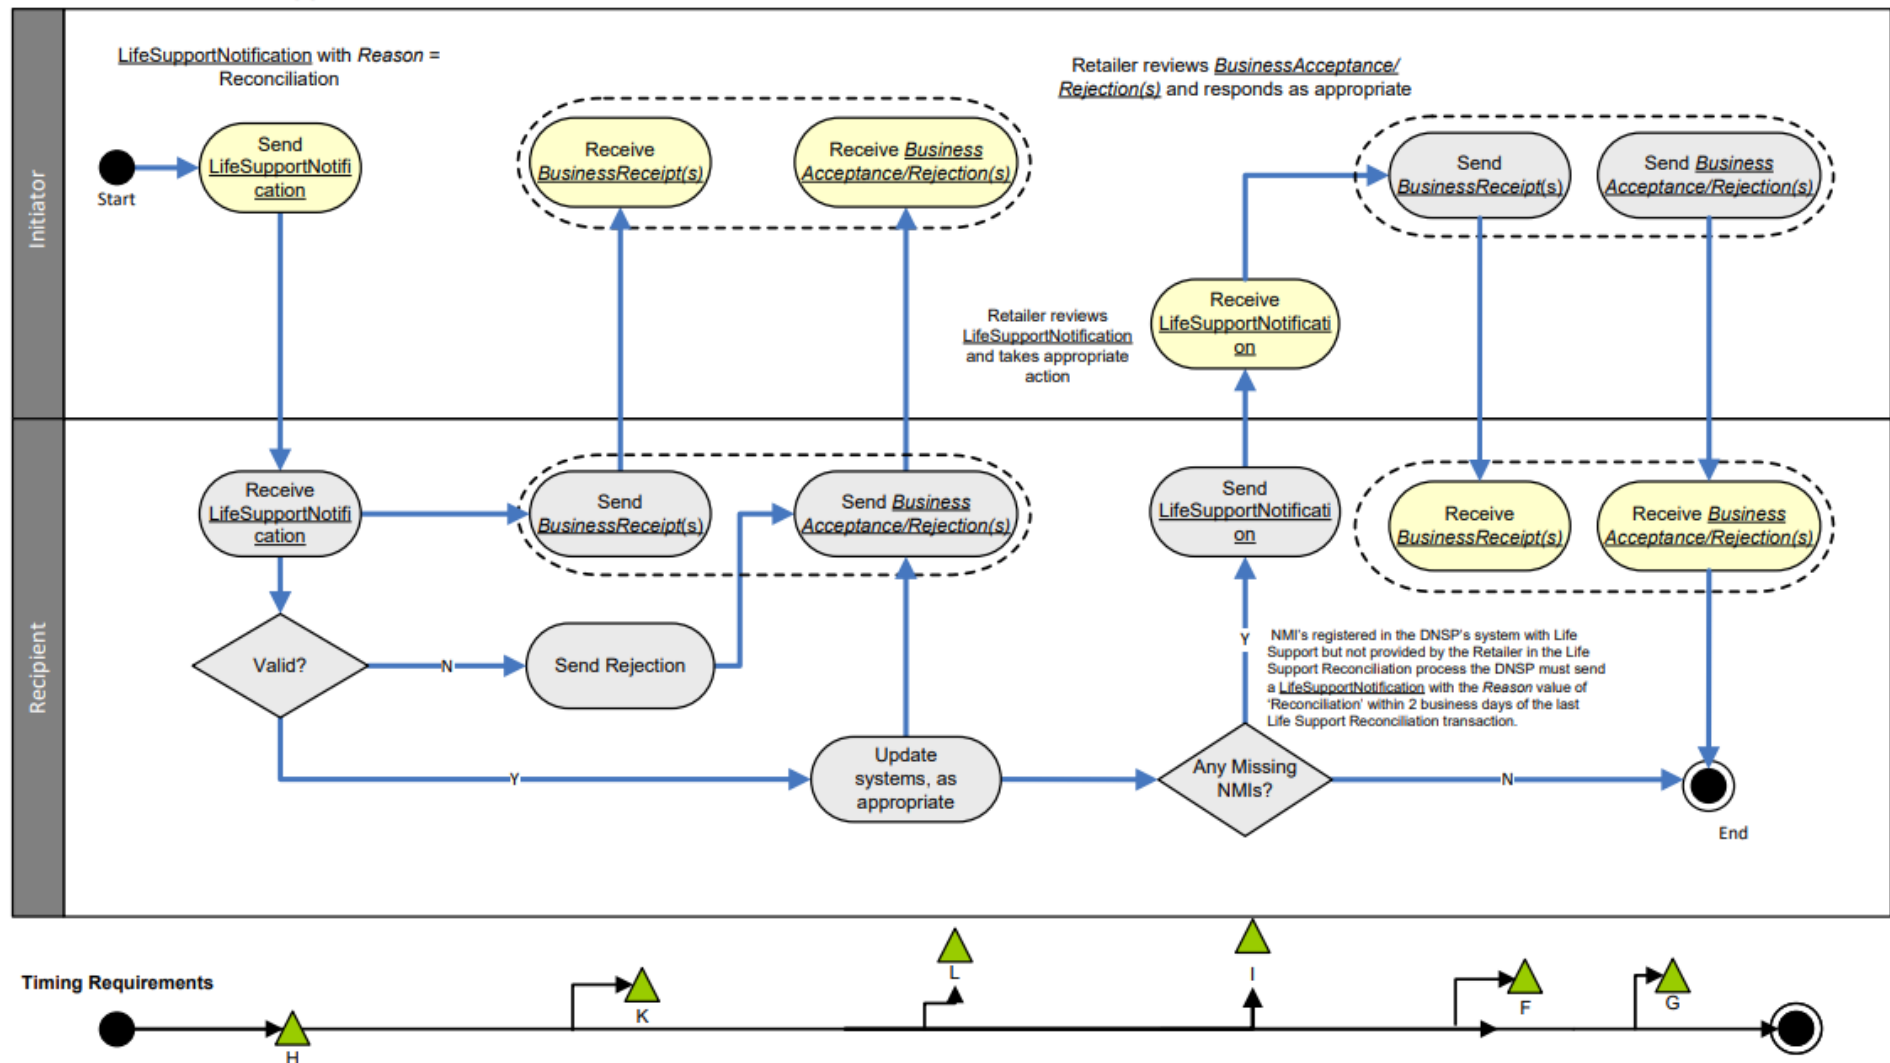 LifeSupportNotification with Reason =
Reconciliation
Retailer reviews BusinessAcceptance/
Rejection(s) and responds as appropriate
Initiator
Start
Send
LifeSupportNotifi
cation
Receive
BusinessReceipt(s)
Receive Business
Acceptance/Rejection(s)
Send
BusinessReceipt(s)
Send Business
Acceptance/Rejection(s)
Retailer reviews
LifeSupportNotification
and takes appropriate
action
Receive
LifeSupportNotificati
on
Recipient
Receive
LifeSupportNotifi
cation
Send
BusinessReceipt(s)
Send Business
Acceptance/Rejection(s)
Send
LifeSupportNotificati
on
Receive
BusinessReceipt(s)
Receive Business
Acceptance/Rejection(s)
Valid?
N
Send Rejection
Y
NMI's registered in the DNSP's system with Life
Support but not provided by the Retailer in the Life
Support Reconciliation process the DNSP must send
a LifeSupportNotification with the Reason value of
'Reconciliation' within 2 business days of the last
Life Support Reconciliation transaction.
Y
Update
systems, as
appropriate
Any Missing
NMIs?
N
End
Timing Requirements
H
K
L
I
F
G